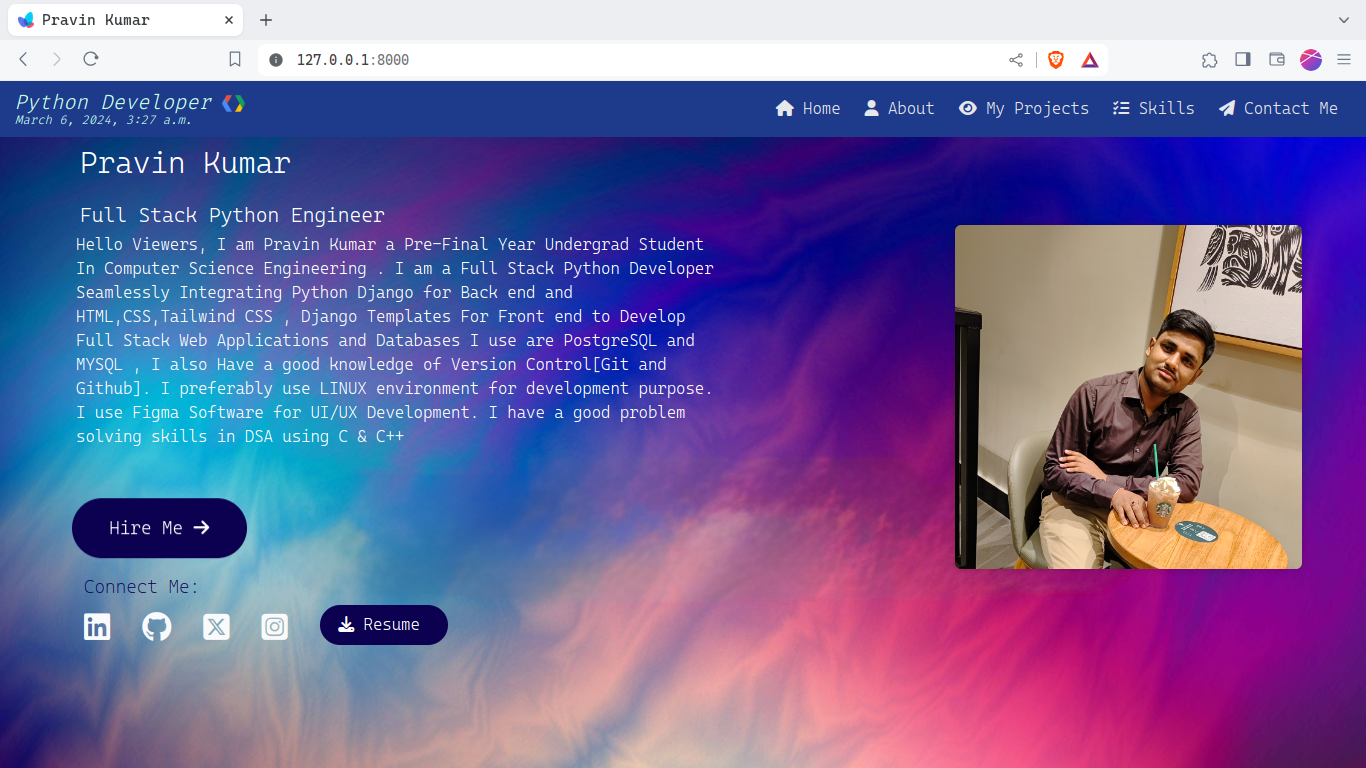 Pravin Kumar
127.0.0.1:8000
Python Developer
March 6, 2024, 3:27 a.m.
Home About My Projects Skills Contact Me
Pravin Kumar
Full Stack Python Engineer
Hello Viewers, I am Pravin Kumar a Pre-Final Year Undergrad Student
In Computer Science Engineering . I am a Full Stack Python Developer
Seamlessly Integrating Python Django for Back end and
HTML,CSS,Tailwind CSS , Django Templates For Front end to Develop
Full Stack Web Applications and Databases I use are PostgreSQL and
MYSQL , I also Have a good knowledge of Version Control[Git and
Github]. I preferably use LINUX environment for development purpose.
I use Figma Software for UI/UX Development. I have a good problem
solving skills in DSA using C & C++
Hire Me
Connect Me:
Resume